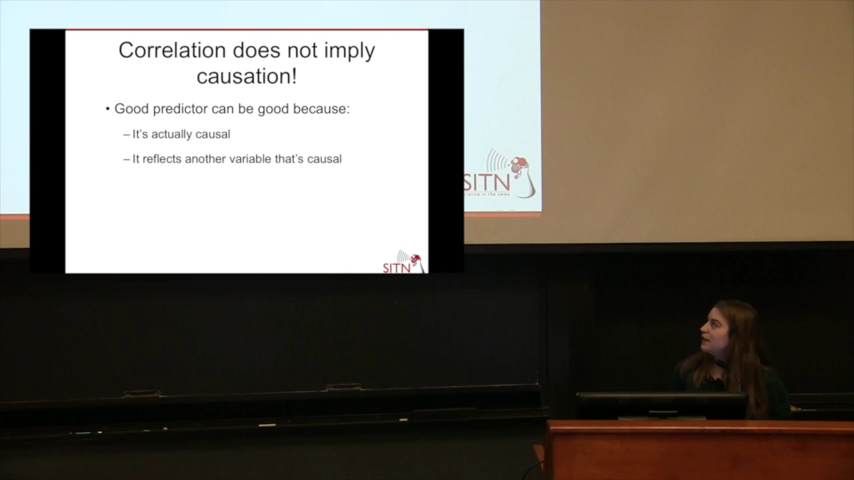 Correlation does not imply
causation!
• Good predictor can be good because:
– It's actually causal
– It reflects another variable that's causal
SITN
SITN